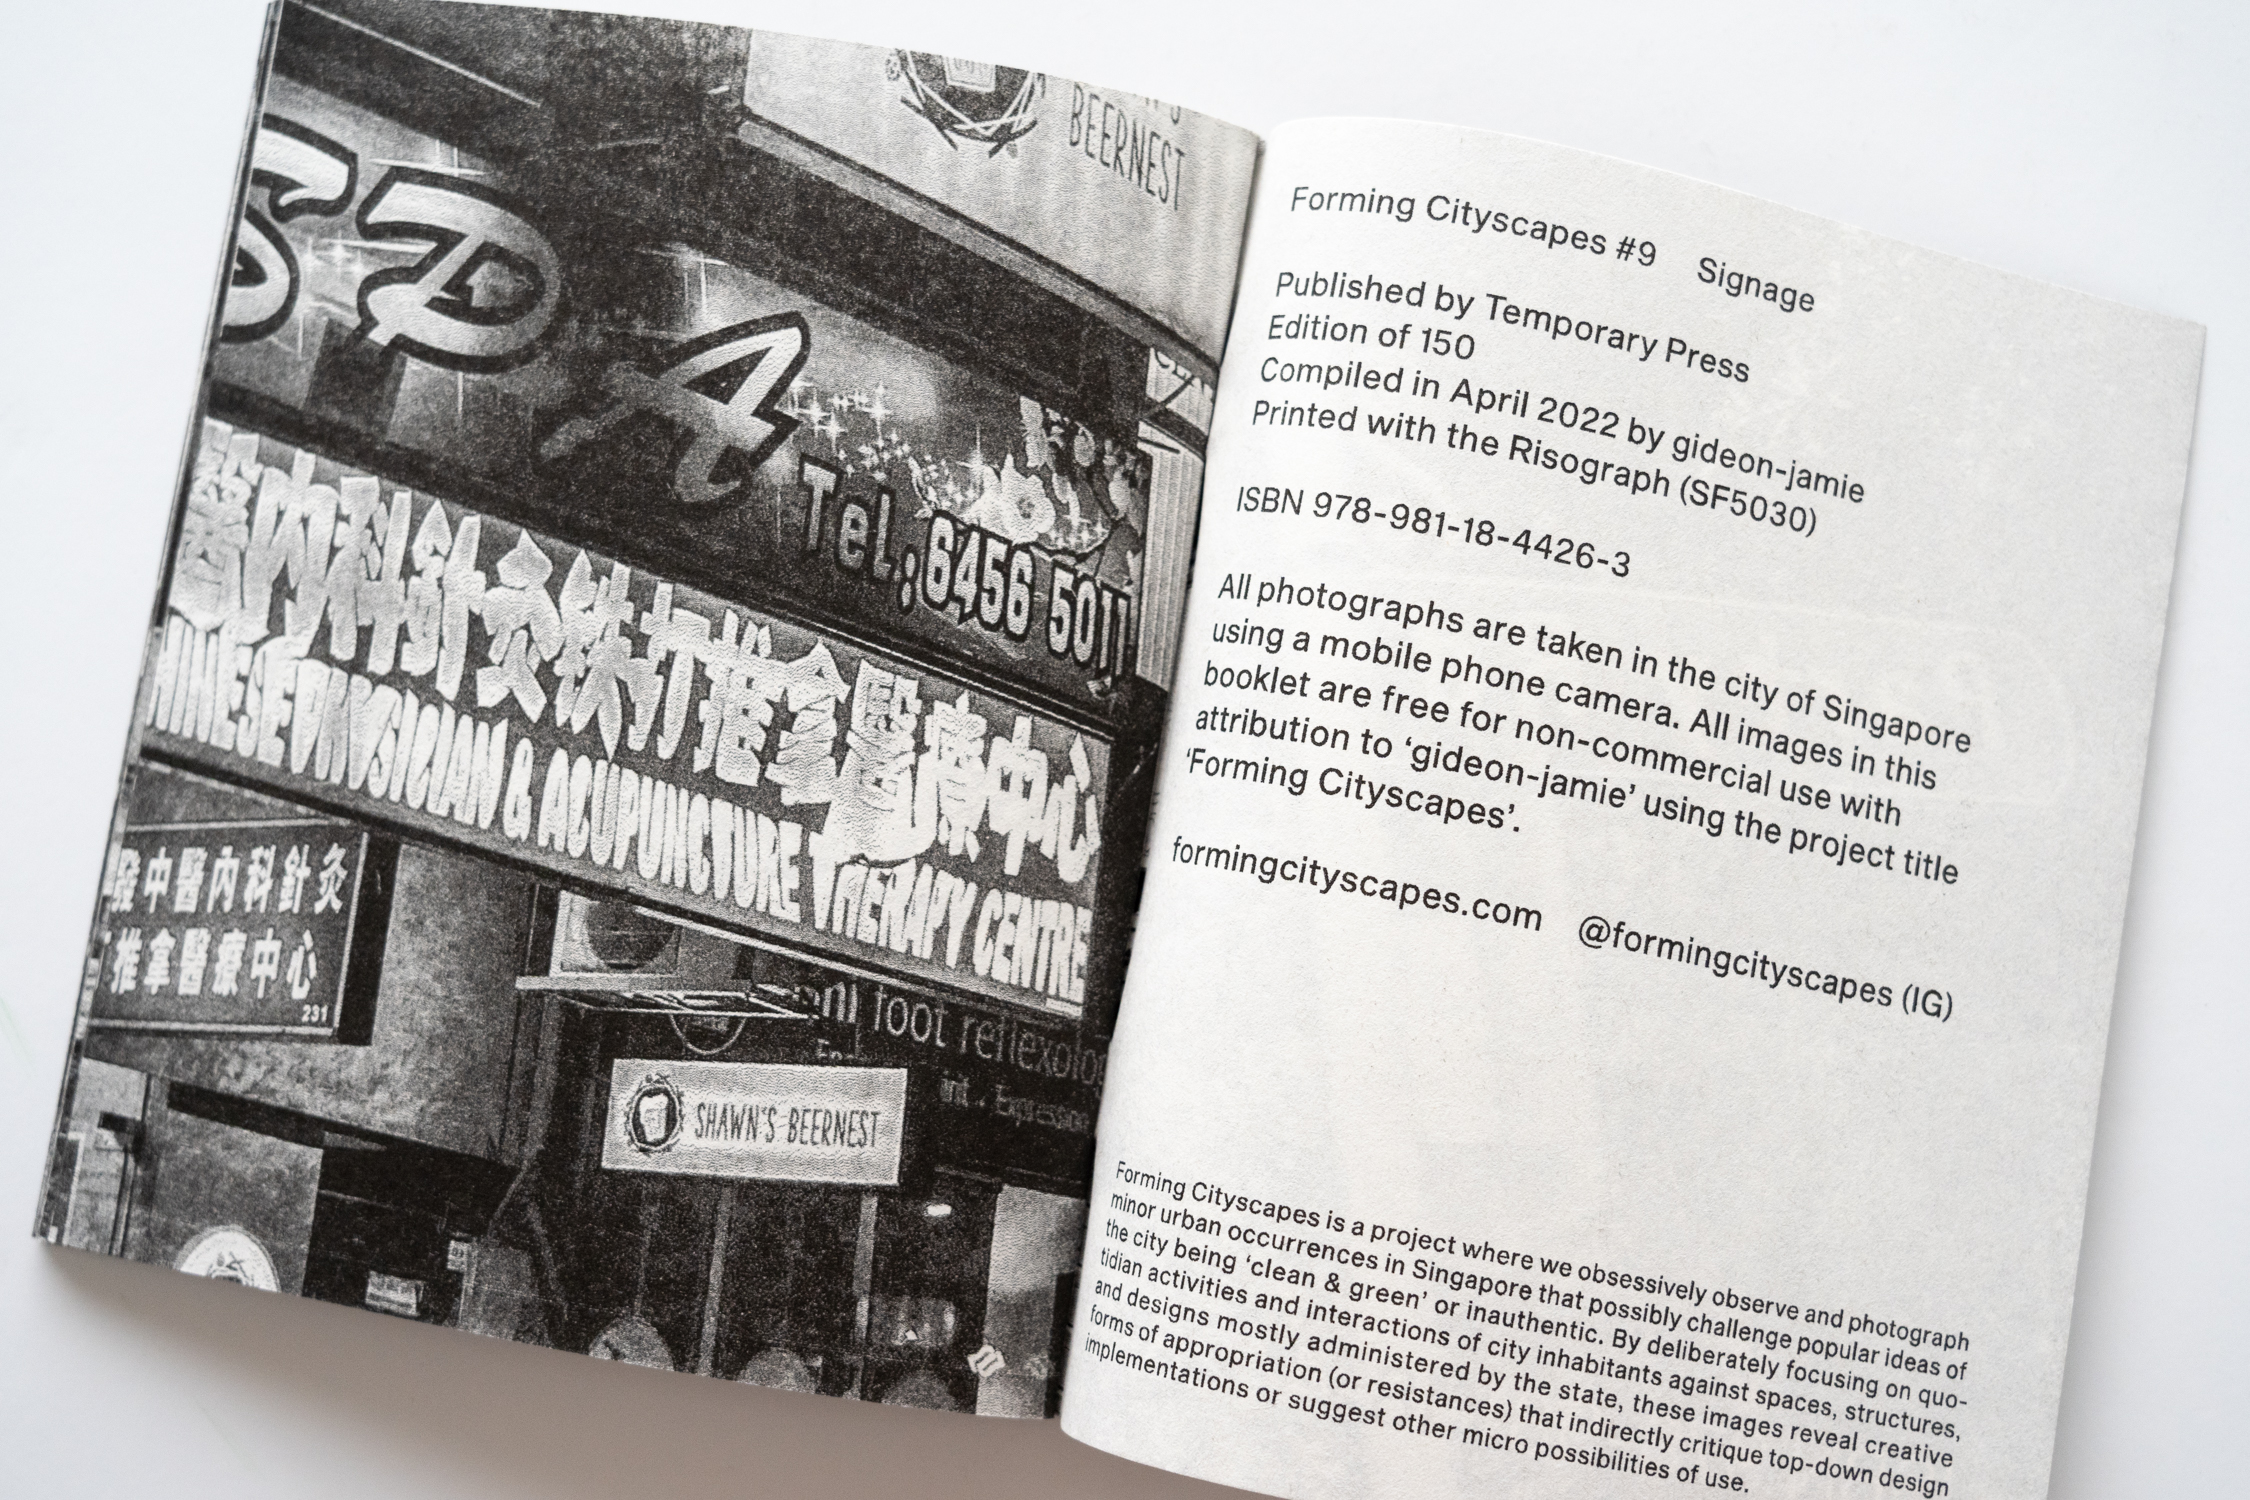 BEERNEST
SPA
Tel: 6456 5011
醫內科針灸鐵打推拿醫療中心
HINESE PHYSICIAN & ACUPUNCTURE THERAPY CENTRE
發中醫內科針灸
推拿醫療中心
231
foot reflexolog
Expression
SHAWN'S BEERNEST
Forming Cityscapes #9 Signage
Published by Temporary Press
Edition of 150
Compiled in April 2022 by gideon-jamie
Printed with the Risograph (SF5030)
ISBN 978-981-18-4426-3
All photographs are taken in the city of Singapore
using a mobile phone camera. All images in this
booklet are free for non-commercial use with
attribution to ‘gideon-jamie’ using the project title
‘Forming Cityscapes’.
formingcityscapes.com @formingcityscapes (IG)
Forming Cityscapes is a project where we obsessively observe and photograph
minor urban occurrences in Singapore that possibly challenge popular ideas of
the city being ‘clean & green’ or inauthentic. By deliberately focusing on quo-
tidian activities and interactions of city inhabitants against spaces, structures,
and designs mostly administered by the state, these images reveal creative
forms of appropriation (or resistances) that indirectly critique top-down design
implementations or suggest other micro possibilities of use.